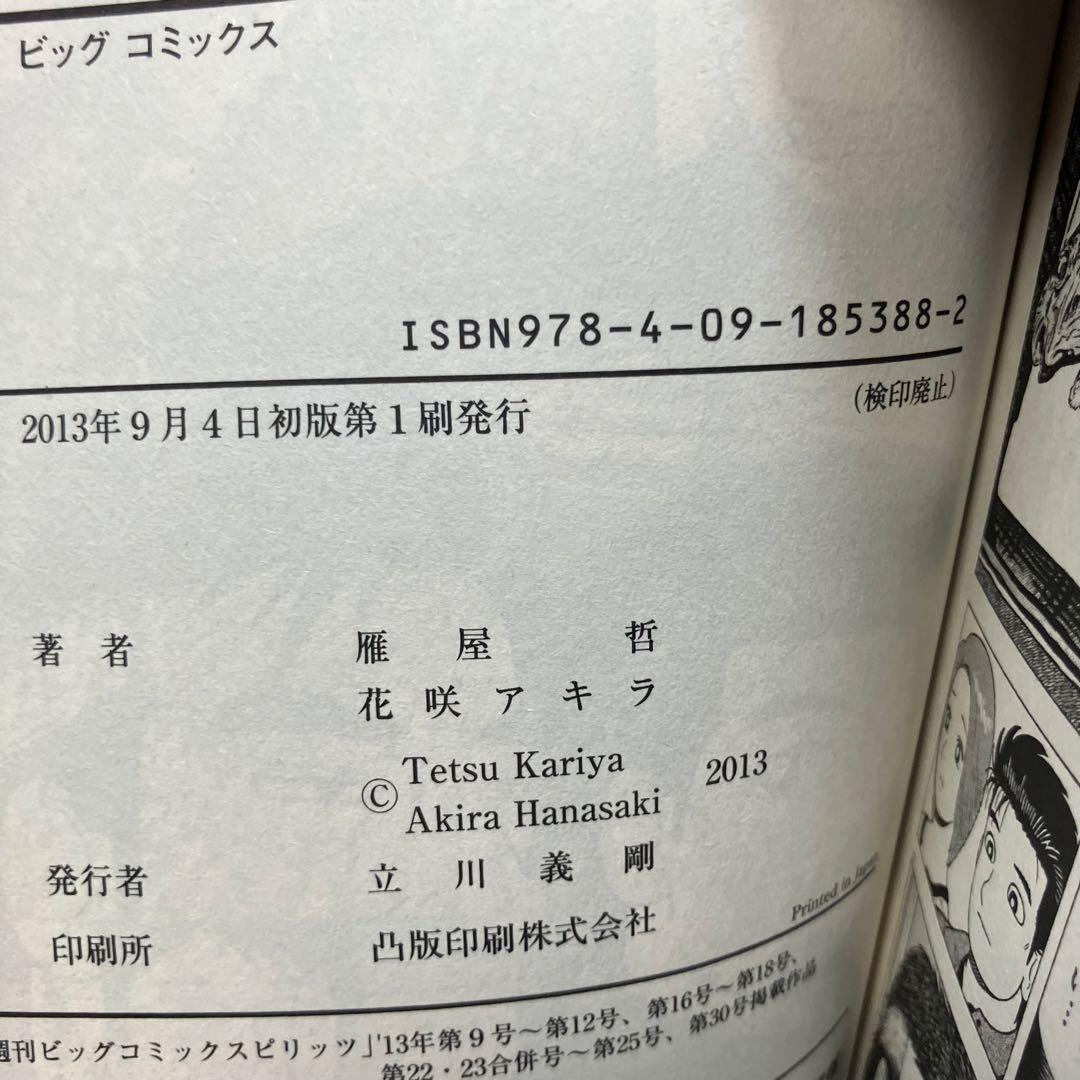 ビッグ コミックス
ISBN978-4-09-185388-2
2013年9月4日初版第1刷発行
(検印廃止)
著者 雁屋 哲
花咲アキラ
© Tetsu Kariya
Akira Hanasaki 2013
発行者 立川義剛
印刷所 凸版印刷株式会社
Printed in Japan
週刊ビッグコミックスピリッツ」'13年第9号〜第12号、第16号〜第18号、
第22・23合併号〜第25号、第30号掲載作品